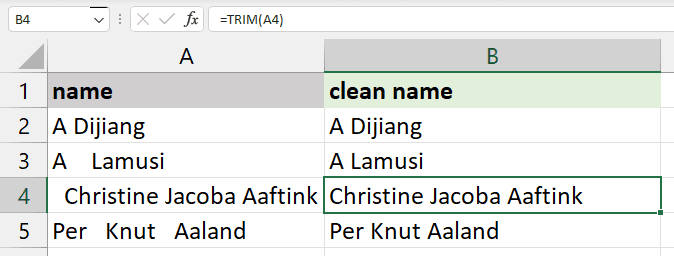 B4 fx =TRIM(A4)
A B
1 name clean name
2 A Dijiang A Dijiang
3 A    Lamusi A Lamusi
4   Christine Jacoba Aaftink Christine Jacoba Aaftink
5 Per   Knut   Aaland Per Knut Aaland